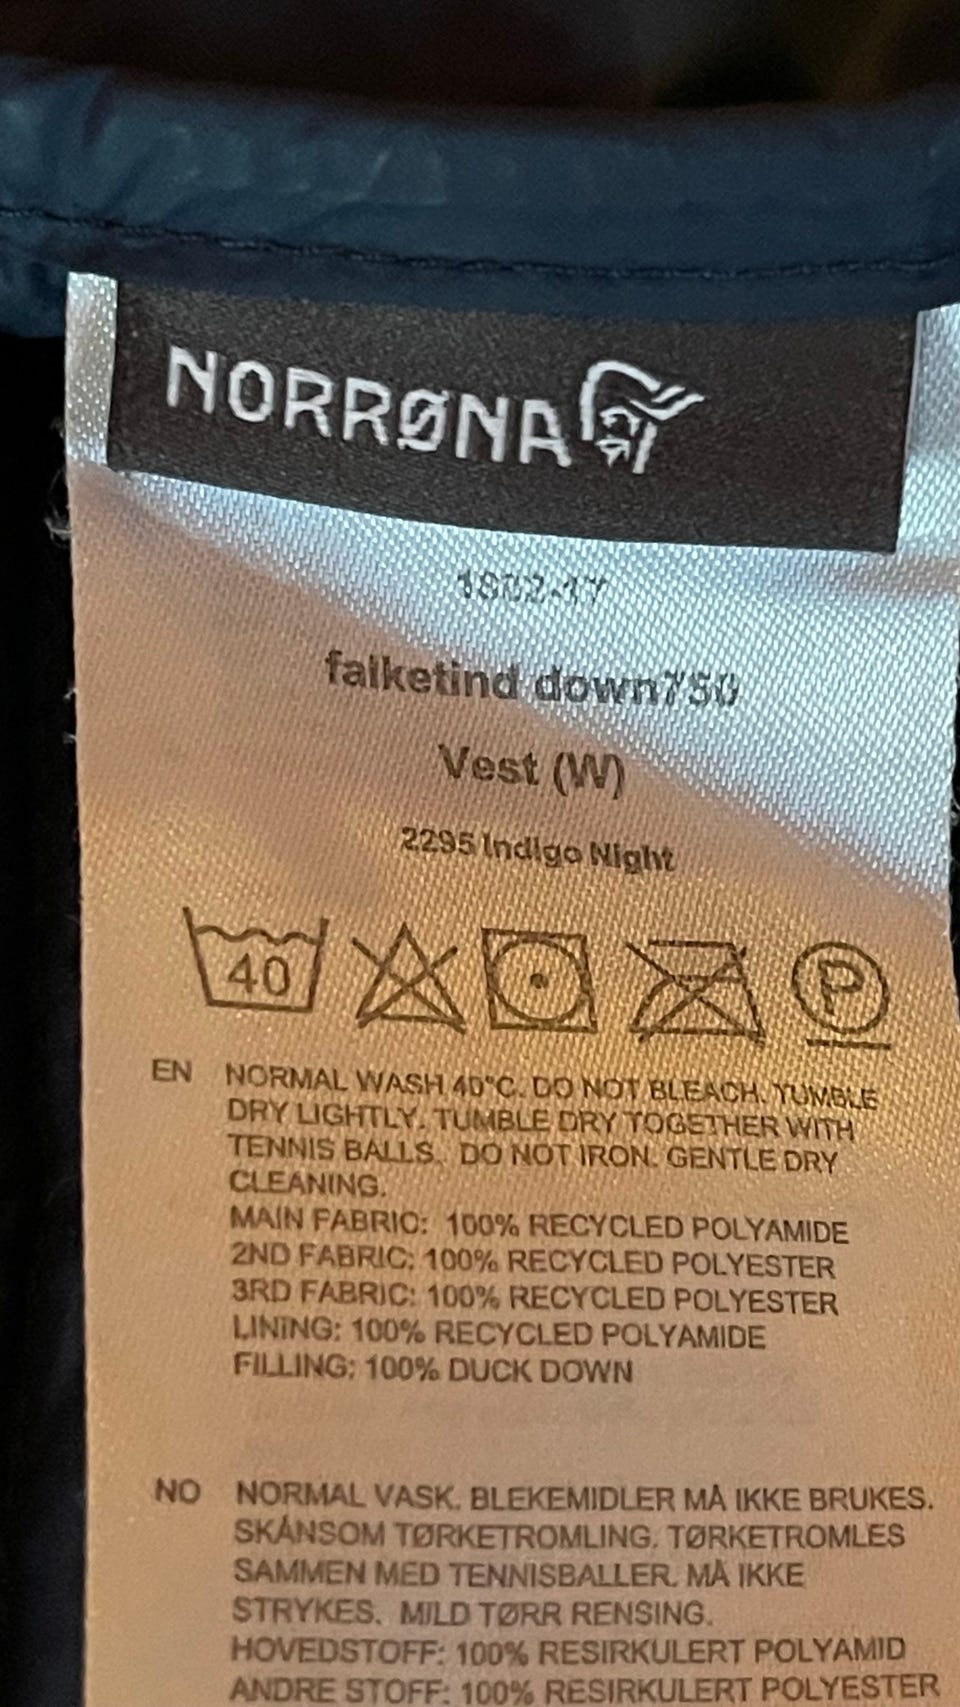 NORRØNA
1802-17
falketind down750
Vest (W)
2295 Indigo Night
40 P
EN NORMAL WASH 40°C. DO NOT BLEACH. TUMBLE
DRY LIGHTLY. TUMBLE DRY TOGETHER WITH
TENNIS BALLS. DO NOT IRON. GENTLE DRY
CLEANING.
MAIN FABRIC: 100% RECYCLED POLYAMIDE
2ND FABRIC: 100% RECYCLED POLYESTER
3RD FABRIC: 100% RECYCLED POLYESTER
LINING: 100% RECYCLED POLYAMIDE
FILLING: 100% DUCK DOWN
NO NORMAL VASK. BLEKEMIDLER MÅ IKKE BRUKES.
SKÅNSOM TØRKETROMLING. TØRKETROMLES
SAMMEN MED TENNISBALLER. MÅ IKKE
STRYKES. MILD TØRR RENSING.
HOVEDSTOFF: 100% RESIRKULERT POLYAMID
ANDRE STOFF: 100% RESIRKULERT POLYESTER